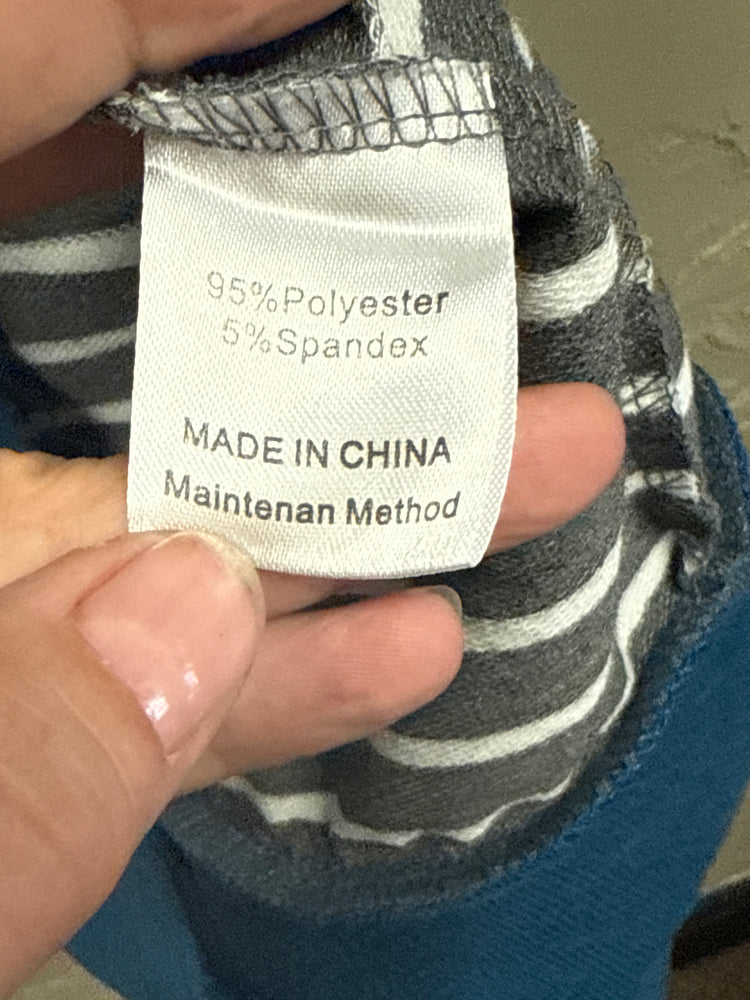 95%Polyester
5%Spandex
MADE IN CHINA
Maintenan Method